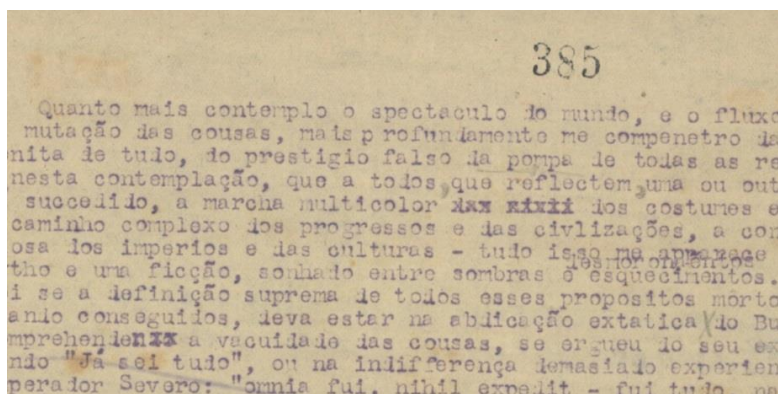 385
Quanto mais contemplo o spectaculo do mundo, e o fluxo
mutação das cousas, mais profundamente me compenetro da
nita de tudo, do prestigio falso da pompa de todas as re
nesta contemplação, que a todos, que reflectem, uma ou out
succedido, a marcha multicolor dos costumes e
caminho complexo dos progressos e das civlizações, a con
osa dos imperios e das culturas - tudo isso me apparece
tho e uma ficção, sonhado entre sombras e desmoronamentos esquecimentos.
i se a definição suprema de todos esses propositos morto
ando conseguidos, deva estar na abdicação extatica do Bu
mprehende a vacuidade das cousas, se ergueu do seu ex
ndo "Já sei tudo", ou na indifferença demasiado experien
perador Severo: "omnia fui, nihil expedit - fui tudo, na